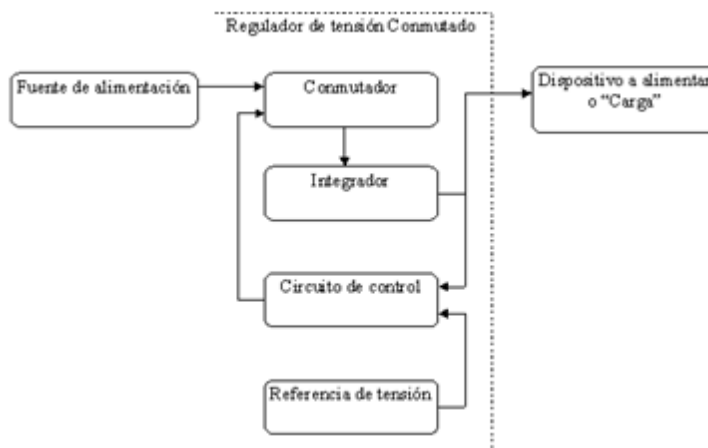 Regulador de tensión Conmutado
Fuente de alimentación
Conmutador
Dispositivo a alimentar
o "Carga"
Integrador
Circuito de control
Referencia de tensión